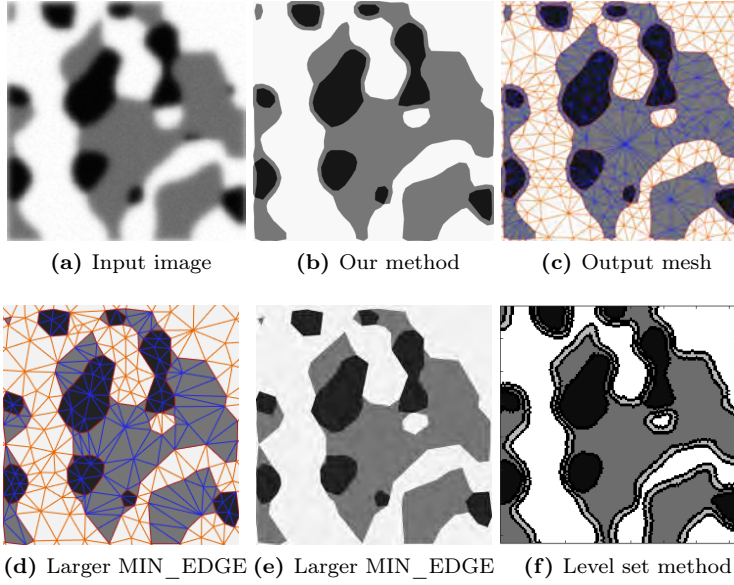 (a) Input image
(b) Our method
(c) Output mesh
(d) Larger MIN_EDGE
(e) Larger MIN_EDGE
(f) Level set method